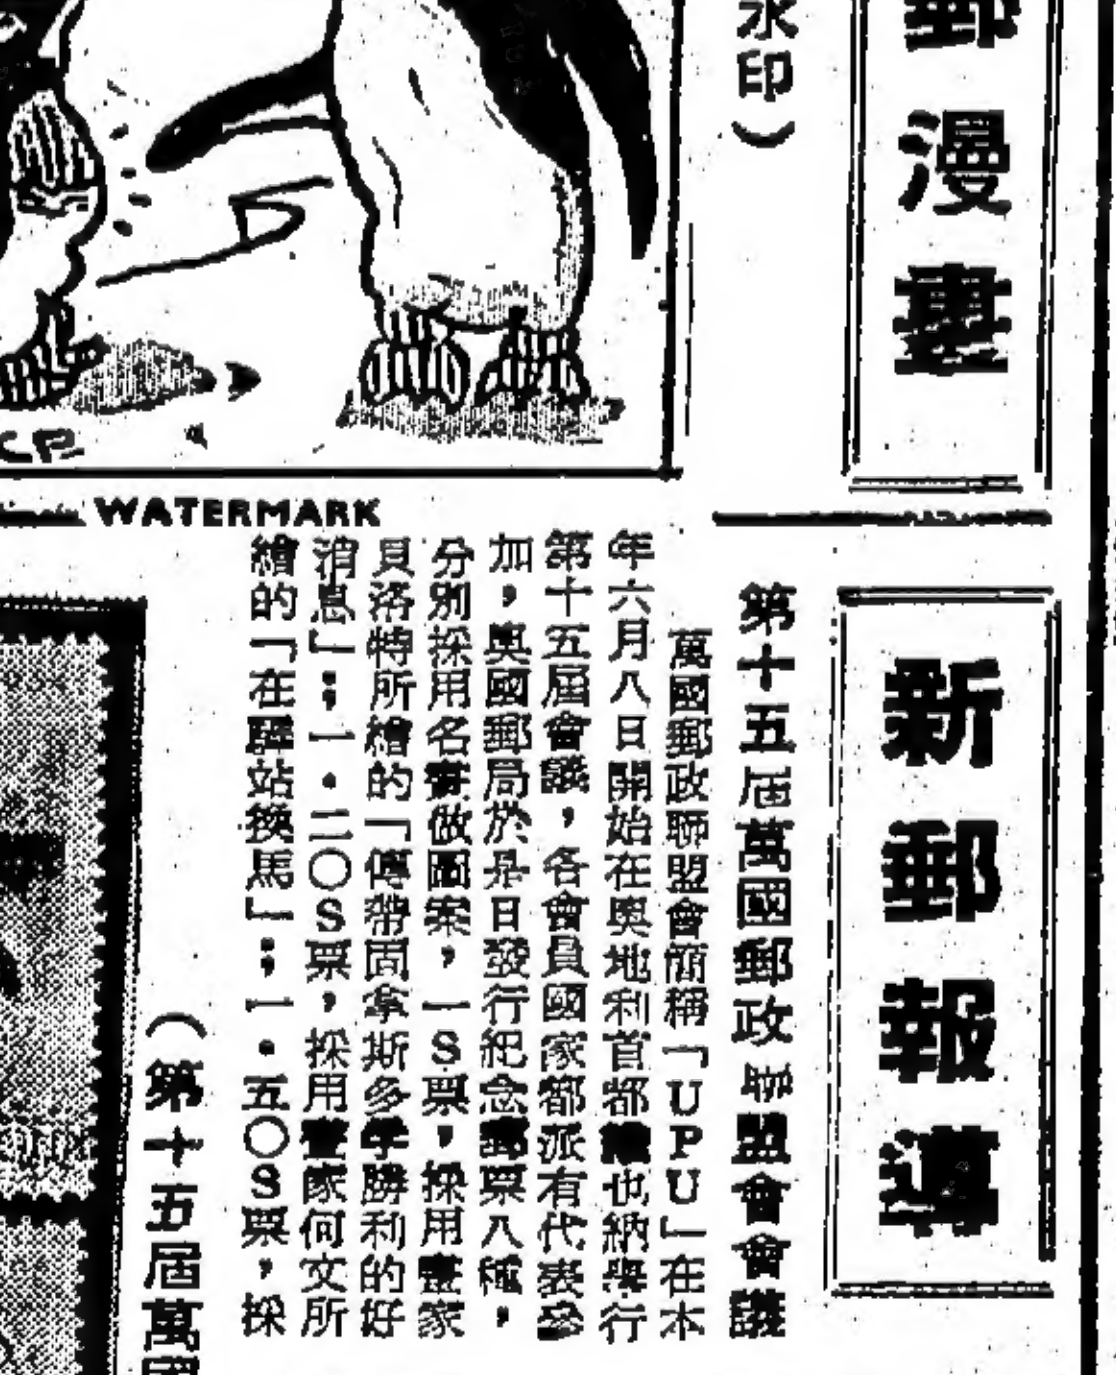 水印）
郵漫畫
WATERMARK
新郵報導
第十五屆萬國郵政聯盟會會議
萬國郵政聯盟會簡稱「UPU」在本
年六月八日開始在奧地利首都維也納舉行
第十五屆會議，各會員國家都派有代表參
加，奧國郵局於是日發行紀念郵票八種，
分別採用名畫做圖案，一S票，採用畫家
貝洛特所繪的「傳帶固拿斯多學勝利的好
消息」；一・二〇S票，採用畫家何文所
繪的「在驛站換馬」；一・五〇S票，採
（第十五屆萬國